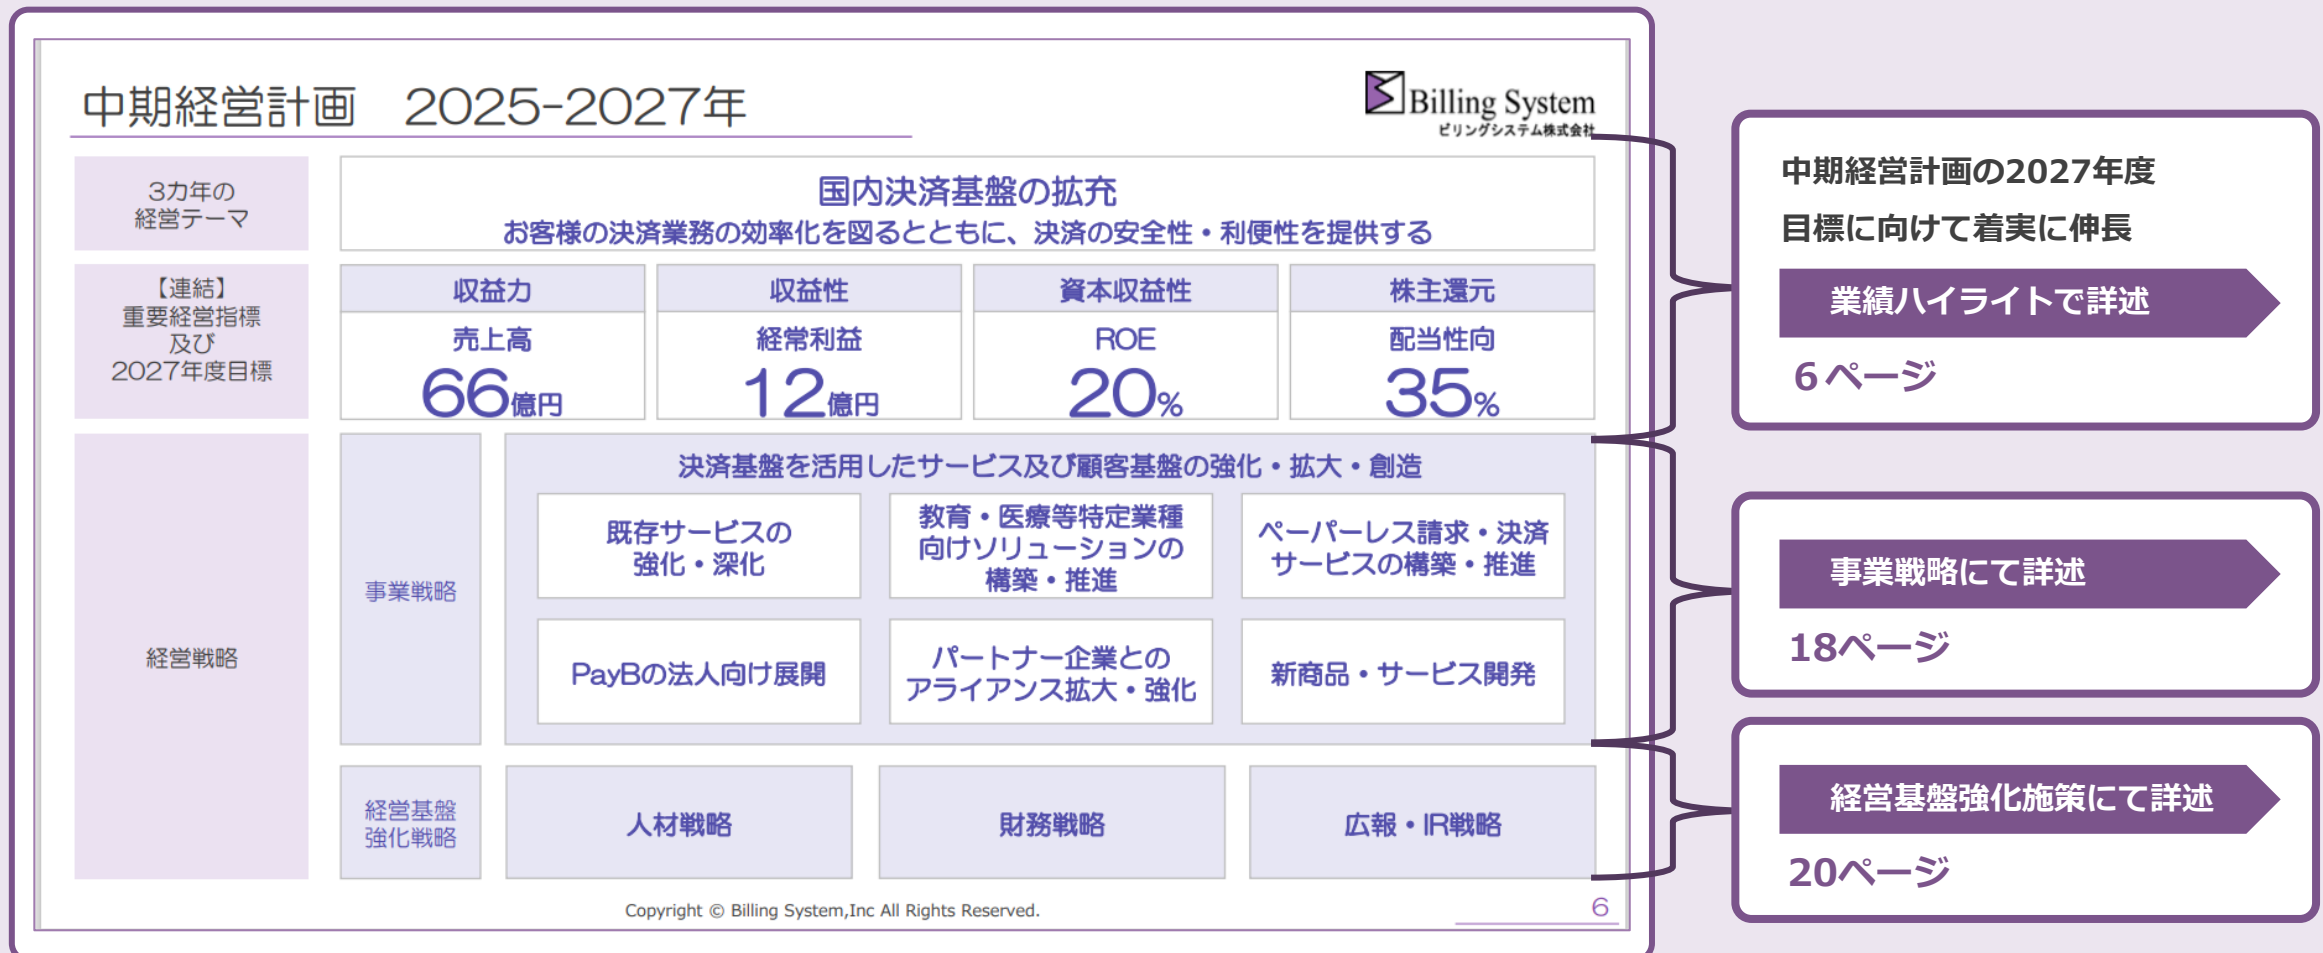 中期経営計画　2025-2027年
Billing System
ビリングシステム株式会社
3カ年の
経営テーマ
国内決済基盤の拡充
お客様の決済業務の効率化を図るとともに、決済の安全性・利便性を提供する
【連結】
重要経営指標
及び
2027年度目標
収益力
売上高
66億円
収益性
経常利益
12億円
資本収益性
ROE
20%
株主還元
配当性向
35%
経営戦略
事業戦略
決済基盤を活用したサービス及び顧客基盤の強化・拡大・創造
既存サービスの
強化・深化
教育・医療等特定業種
向けソリューションの
構築・推進
ペーパーレス請求・決済
サービスの構築・推進
PayBの法人向け展開
パートナー企業との
アライアンス拡大・強化
新商品・サービス開発
経営基盤
強化戦略
人材戦略
財務戦略
広報・IR戦略
Copyright © Billing System,Inc All Rights Reserved.
6
中期経営計画の2027年度
目標に向けて着実に伸長
業績ハイライトで詳述
6ページ
事業戦略にて詳述
18ページ
経営基盤強化施策にて詳述
20ページ